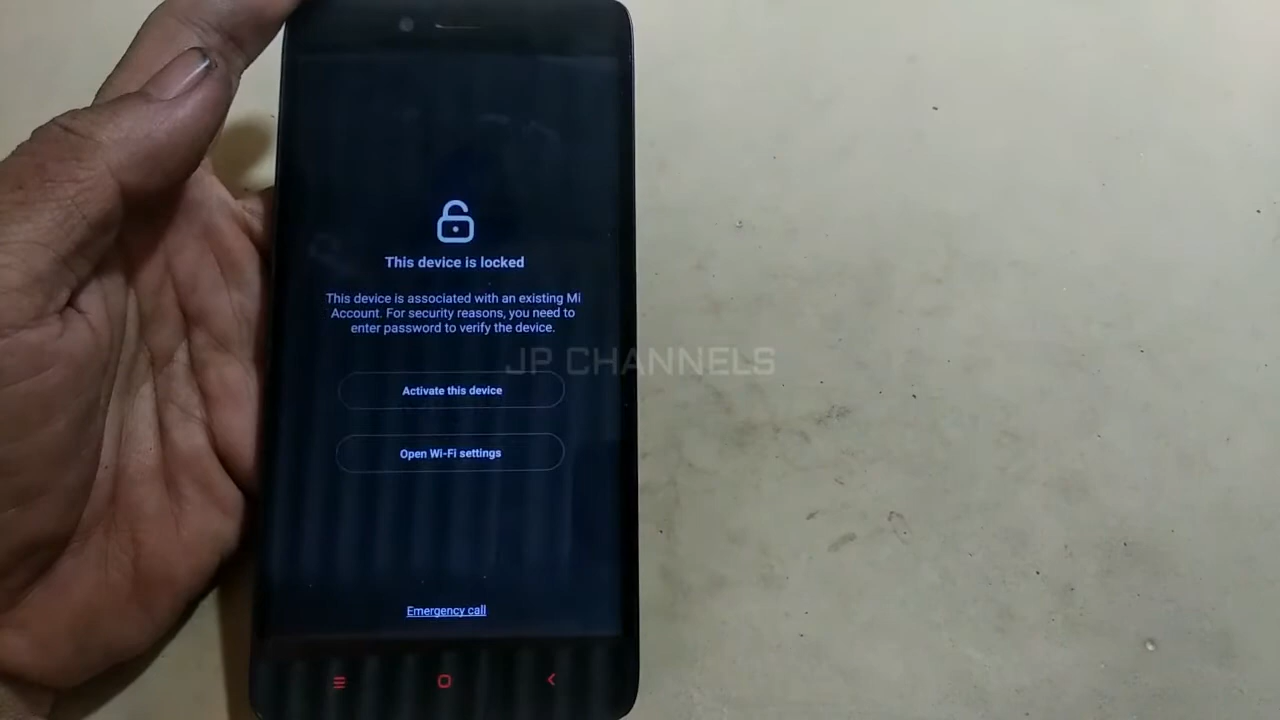 This device is locked
This device is associated with an existing Mi
Account. For security reasons, you need to
enter password to verify the device.
JP CHANNELS
Activate this device
Open Wi-Fi settings
Emergency call